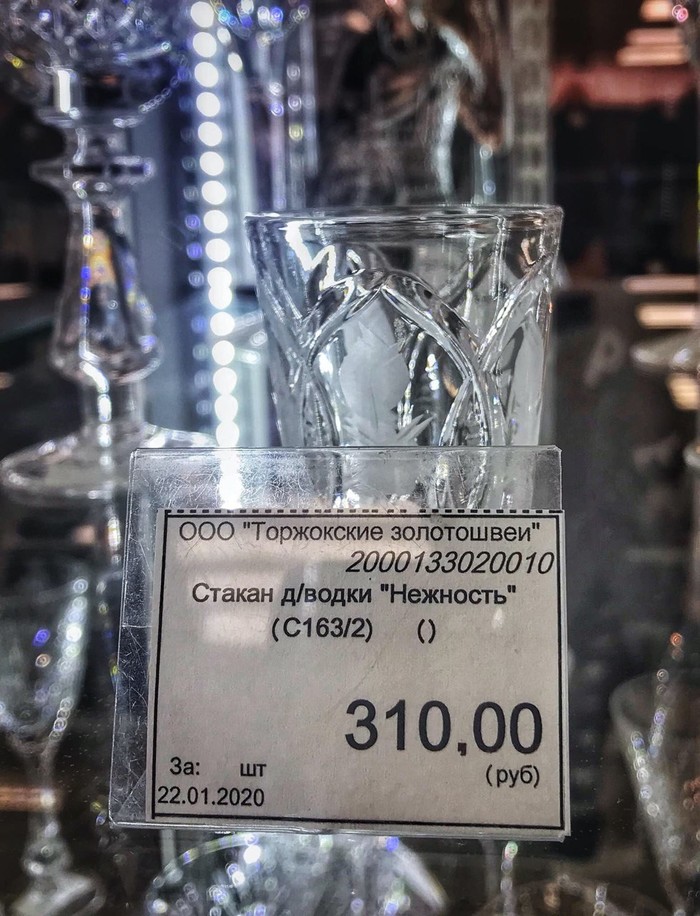 ООО "Торжокские золотошвеи"
2000133020010
Стакан д/водки "Нежность"
(С163/2) ()
310,00
За: шт (руб)
22.01.2020